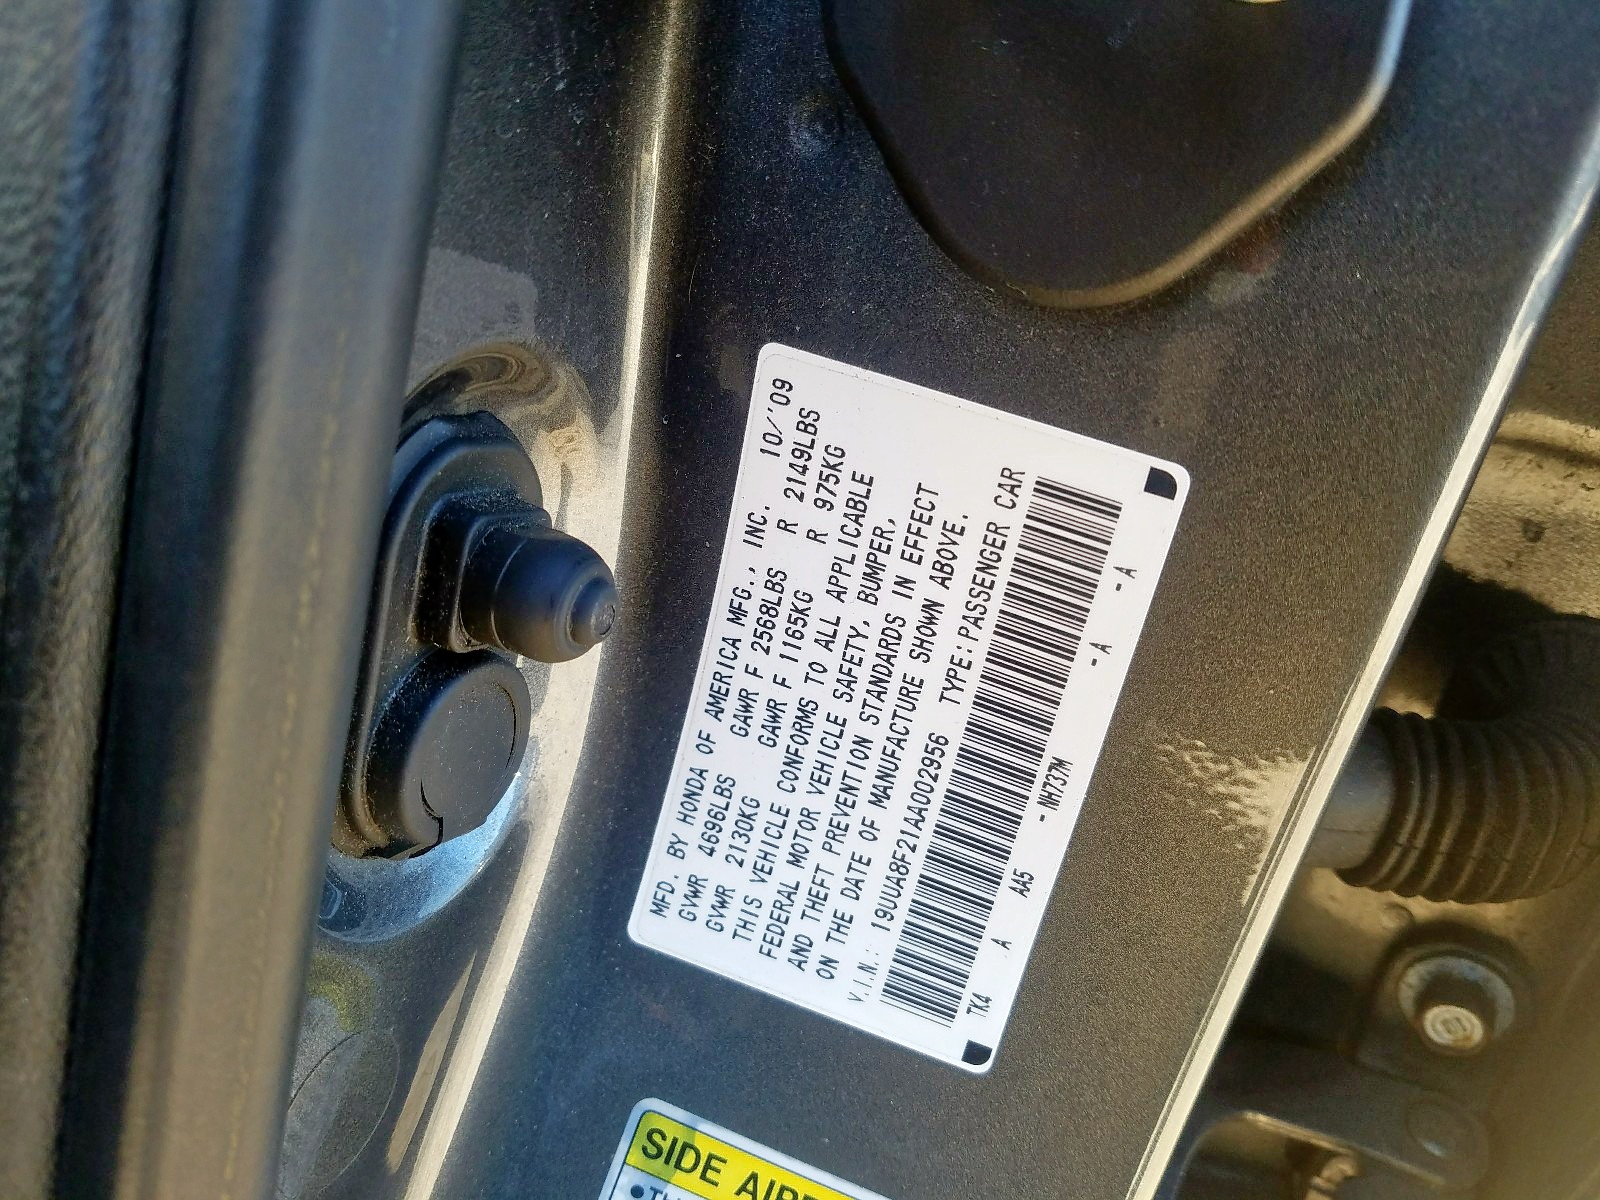 MFD. BY HONDA OF AMERICA MFG., INC. 10/'09
GVWR 4696LBS GAWR F 2568LBS R 2149LBS
GVWR 2130KG GAWR F 1165KG R 975KG
THIS VEHICLE CONFORMS TO ALL APPLICABLE
FEDERAL MOTOR VEHICLE SAFETY, BUMPER,
AND THEFT PREVENTION STANDARDS IN EFFECT
ON THE DATE OF MANUFACTURE SHOWN ABOVE.
V.I.N.: 19UUA8F21AA002956 TYPE:PASSENGER CAR
TK4 A AA5 -NH737M -A -A
SIDE